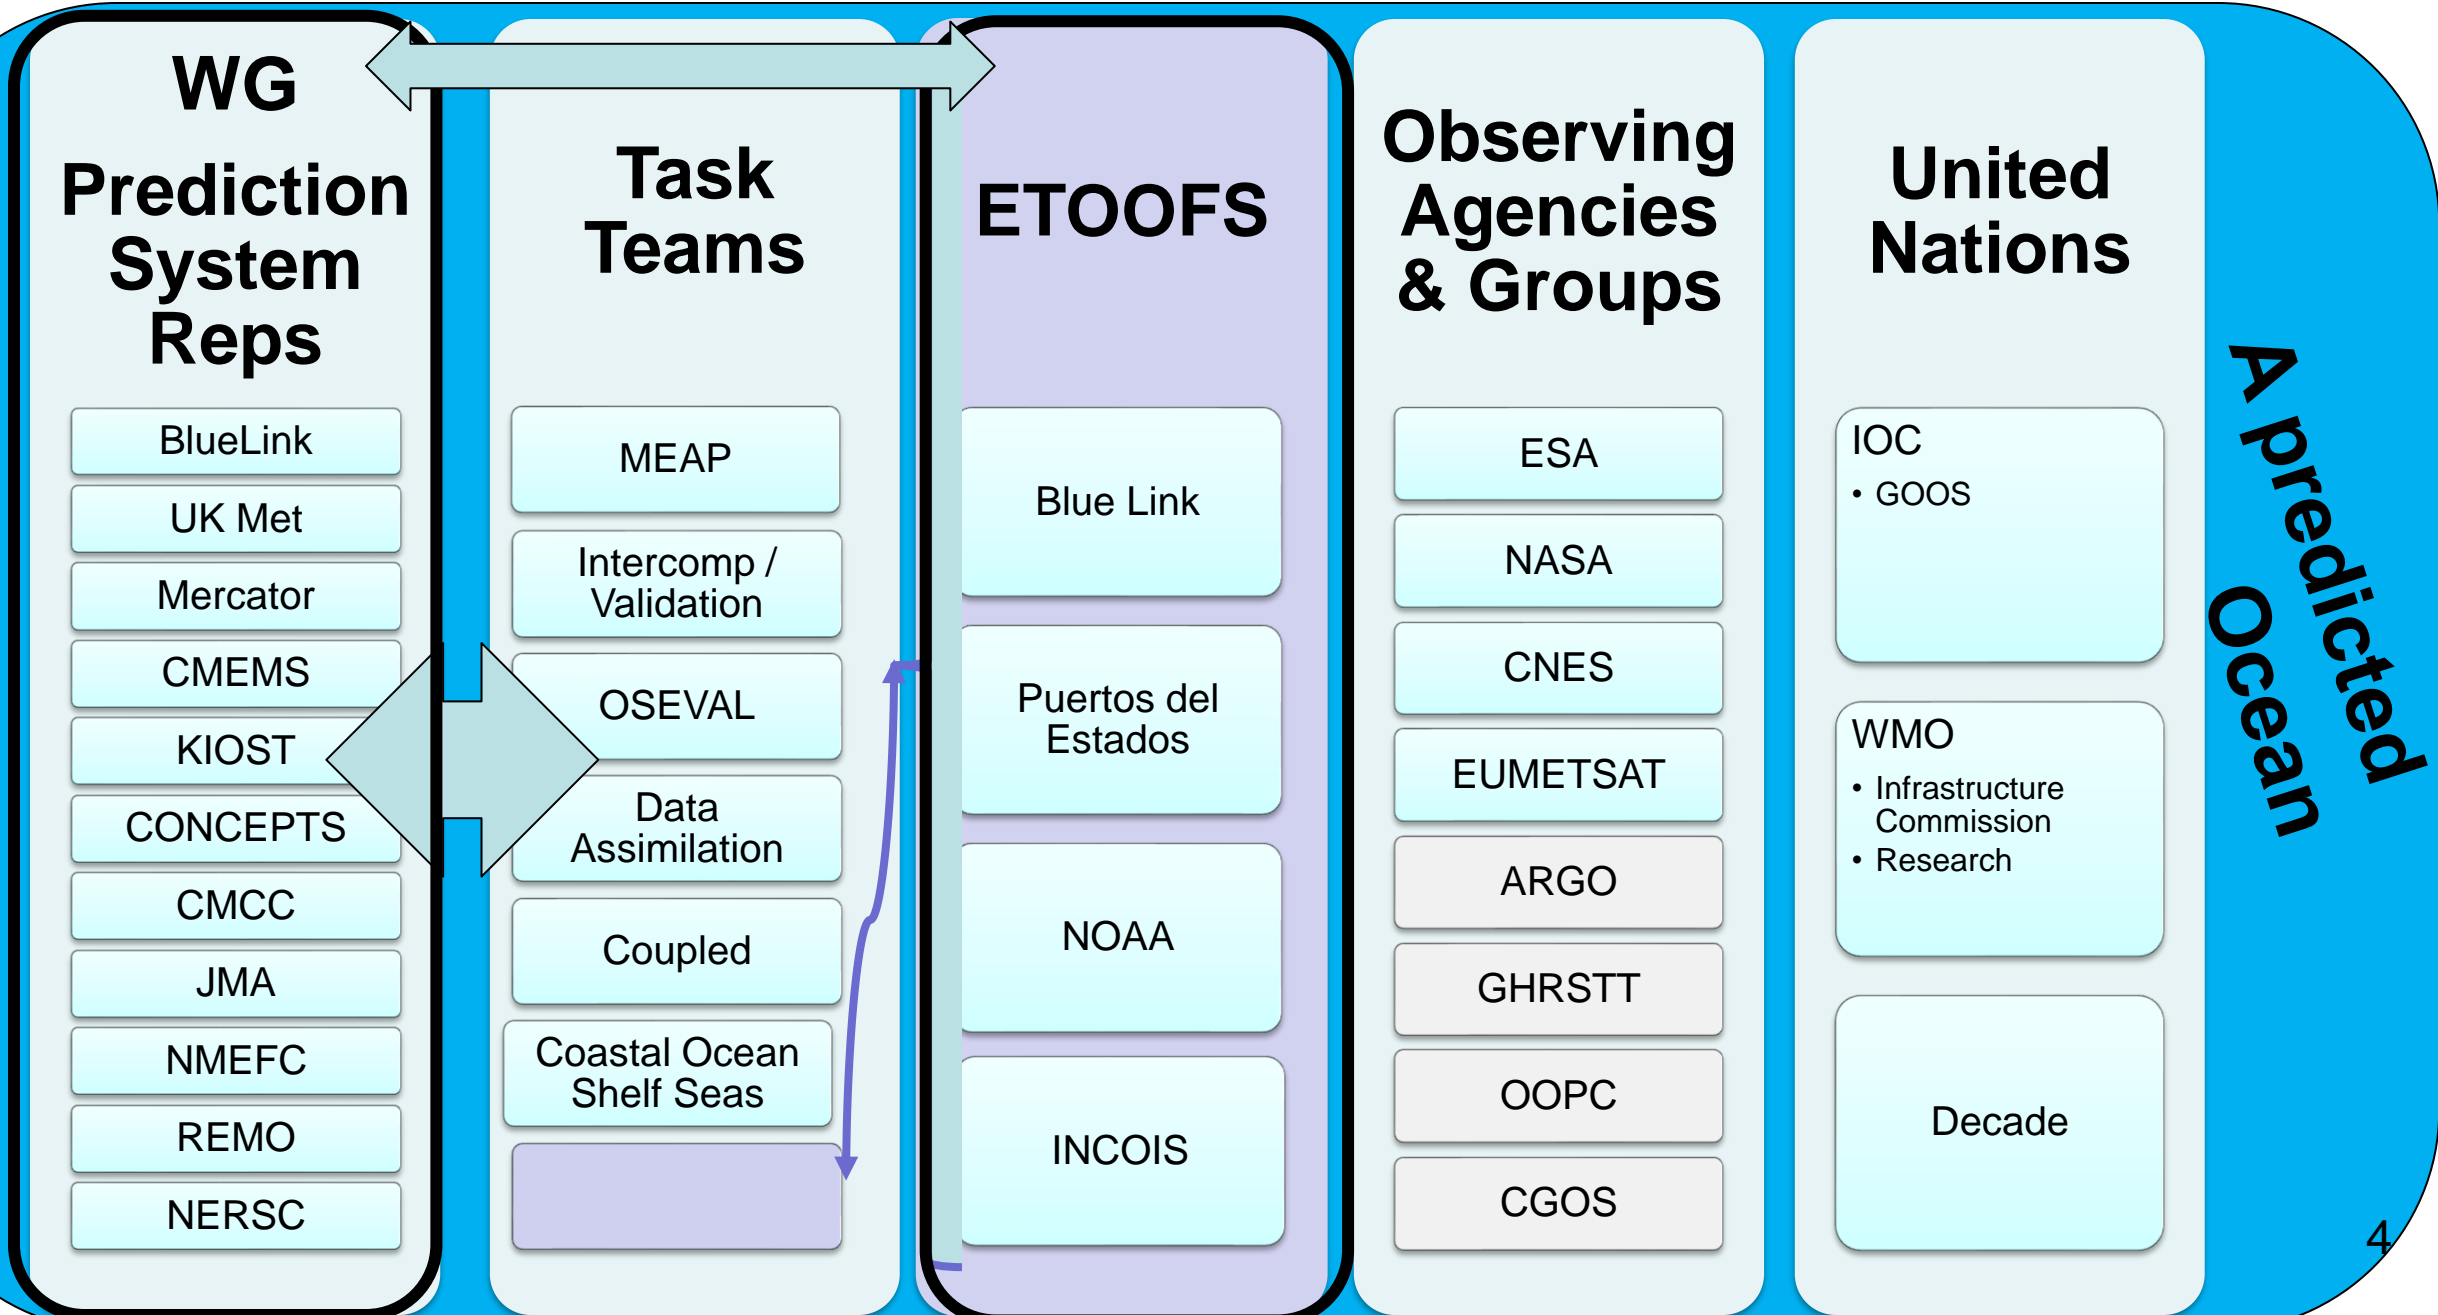 WG
Prediction
System
Reps
BlueLink
UK Met
Mercator
CMEMS
KIOST
CONCEPTS
CMCC
JMA
NMEFC
REMO
NERSC
Task
Teams
MEAP
Intercomp /
Validation
OSEVAL
Data
Assimilation
Coupled
Coastal Ocean
Shelf Seas
ETOOFS
Blue Link
Puertos del
Estados
NOAA
INCOIS
Observing
Agencies
& Groups
ESA
NASA
CNES
EUMETSAT
ARGO
GHRSTT
OOPC
CGOS
United
Nations
IOC
• GOOS
WMO
• Infrastructure
Commission
• Research
Decade
A predicted
Ocean
4